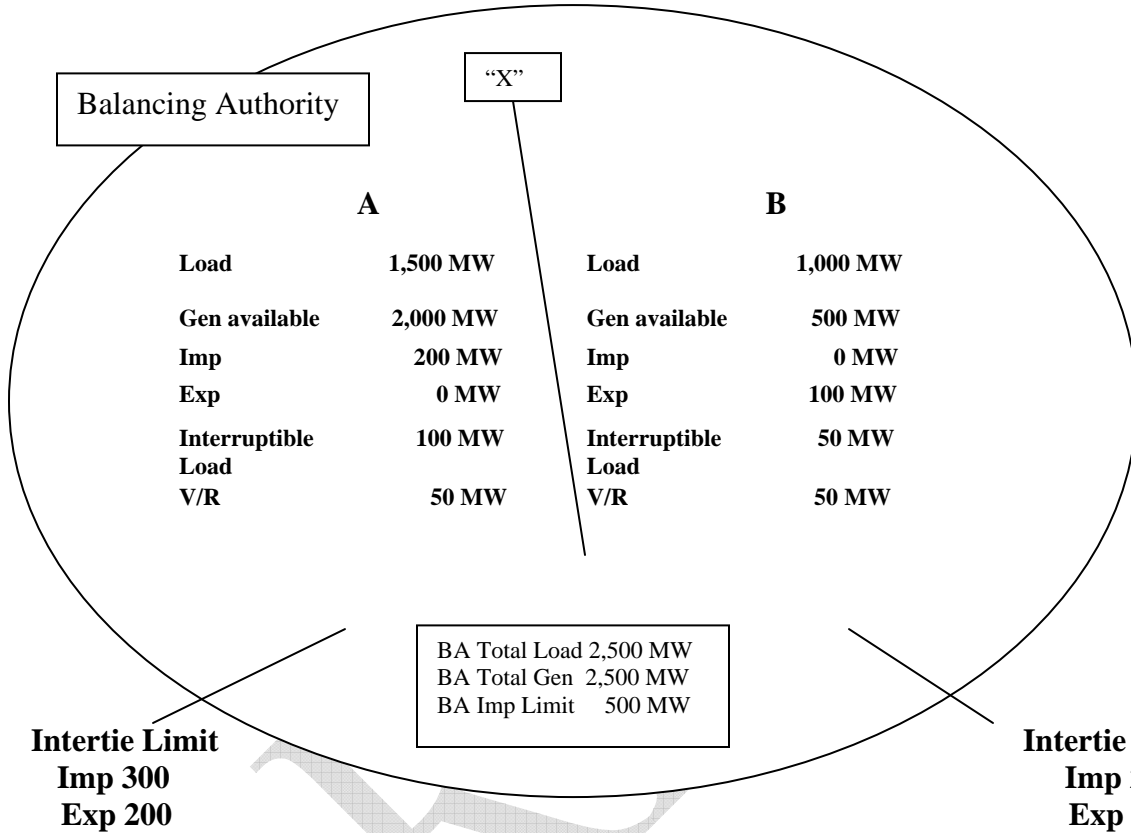 “X”
Balancing Authority
A
Load 1,500 MW
Gen available 2,000 MW
Imp 200 MW
Exp 0 MW
Interruptible 100 MW
Load
V/R 50 MW
B
Load 1,000 MW
Gen available 500 MW
Imp 0 MW
Exp 100 MW
Interruptible 50 MW
Load
V/R 50 MW
BA Total Load 2,500 MW
BA Total Gen 2,500 MW
BA Imp Limit 500 MW
Intertie Limit
Imp 300
Exp 200
Intertie
Imp
Exp